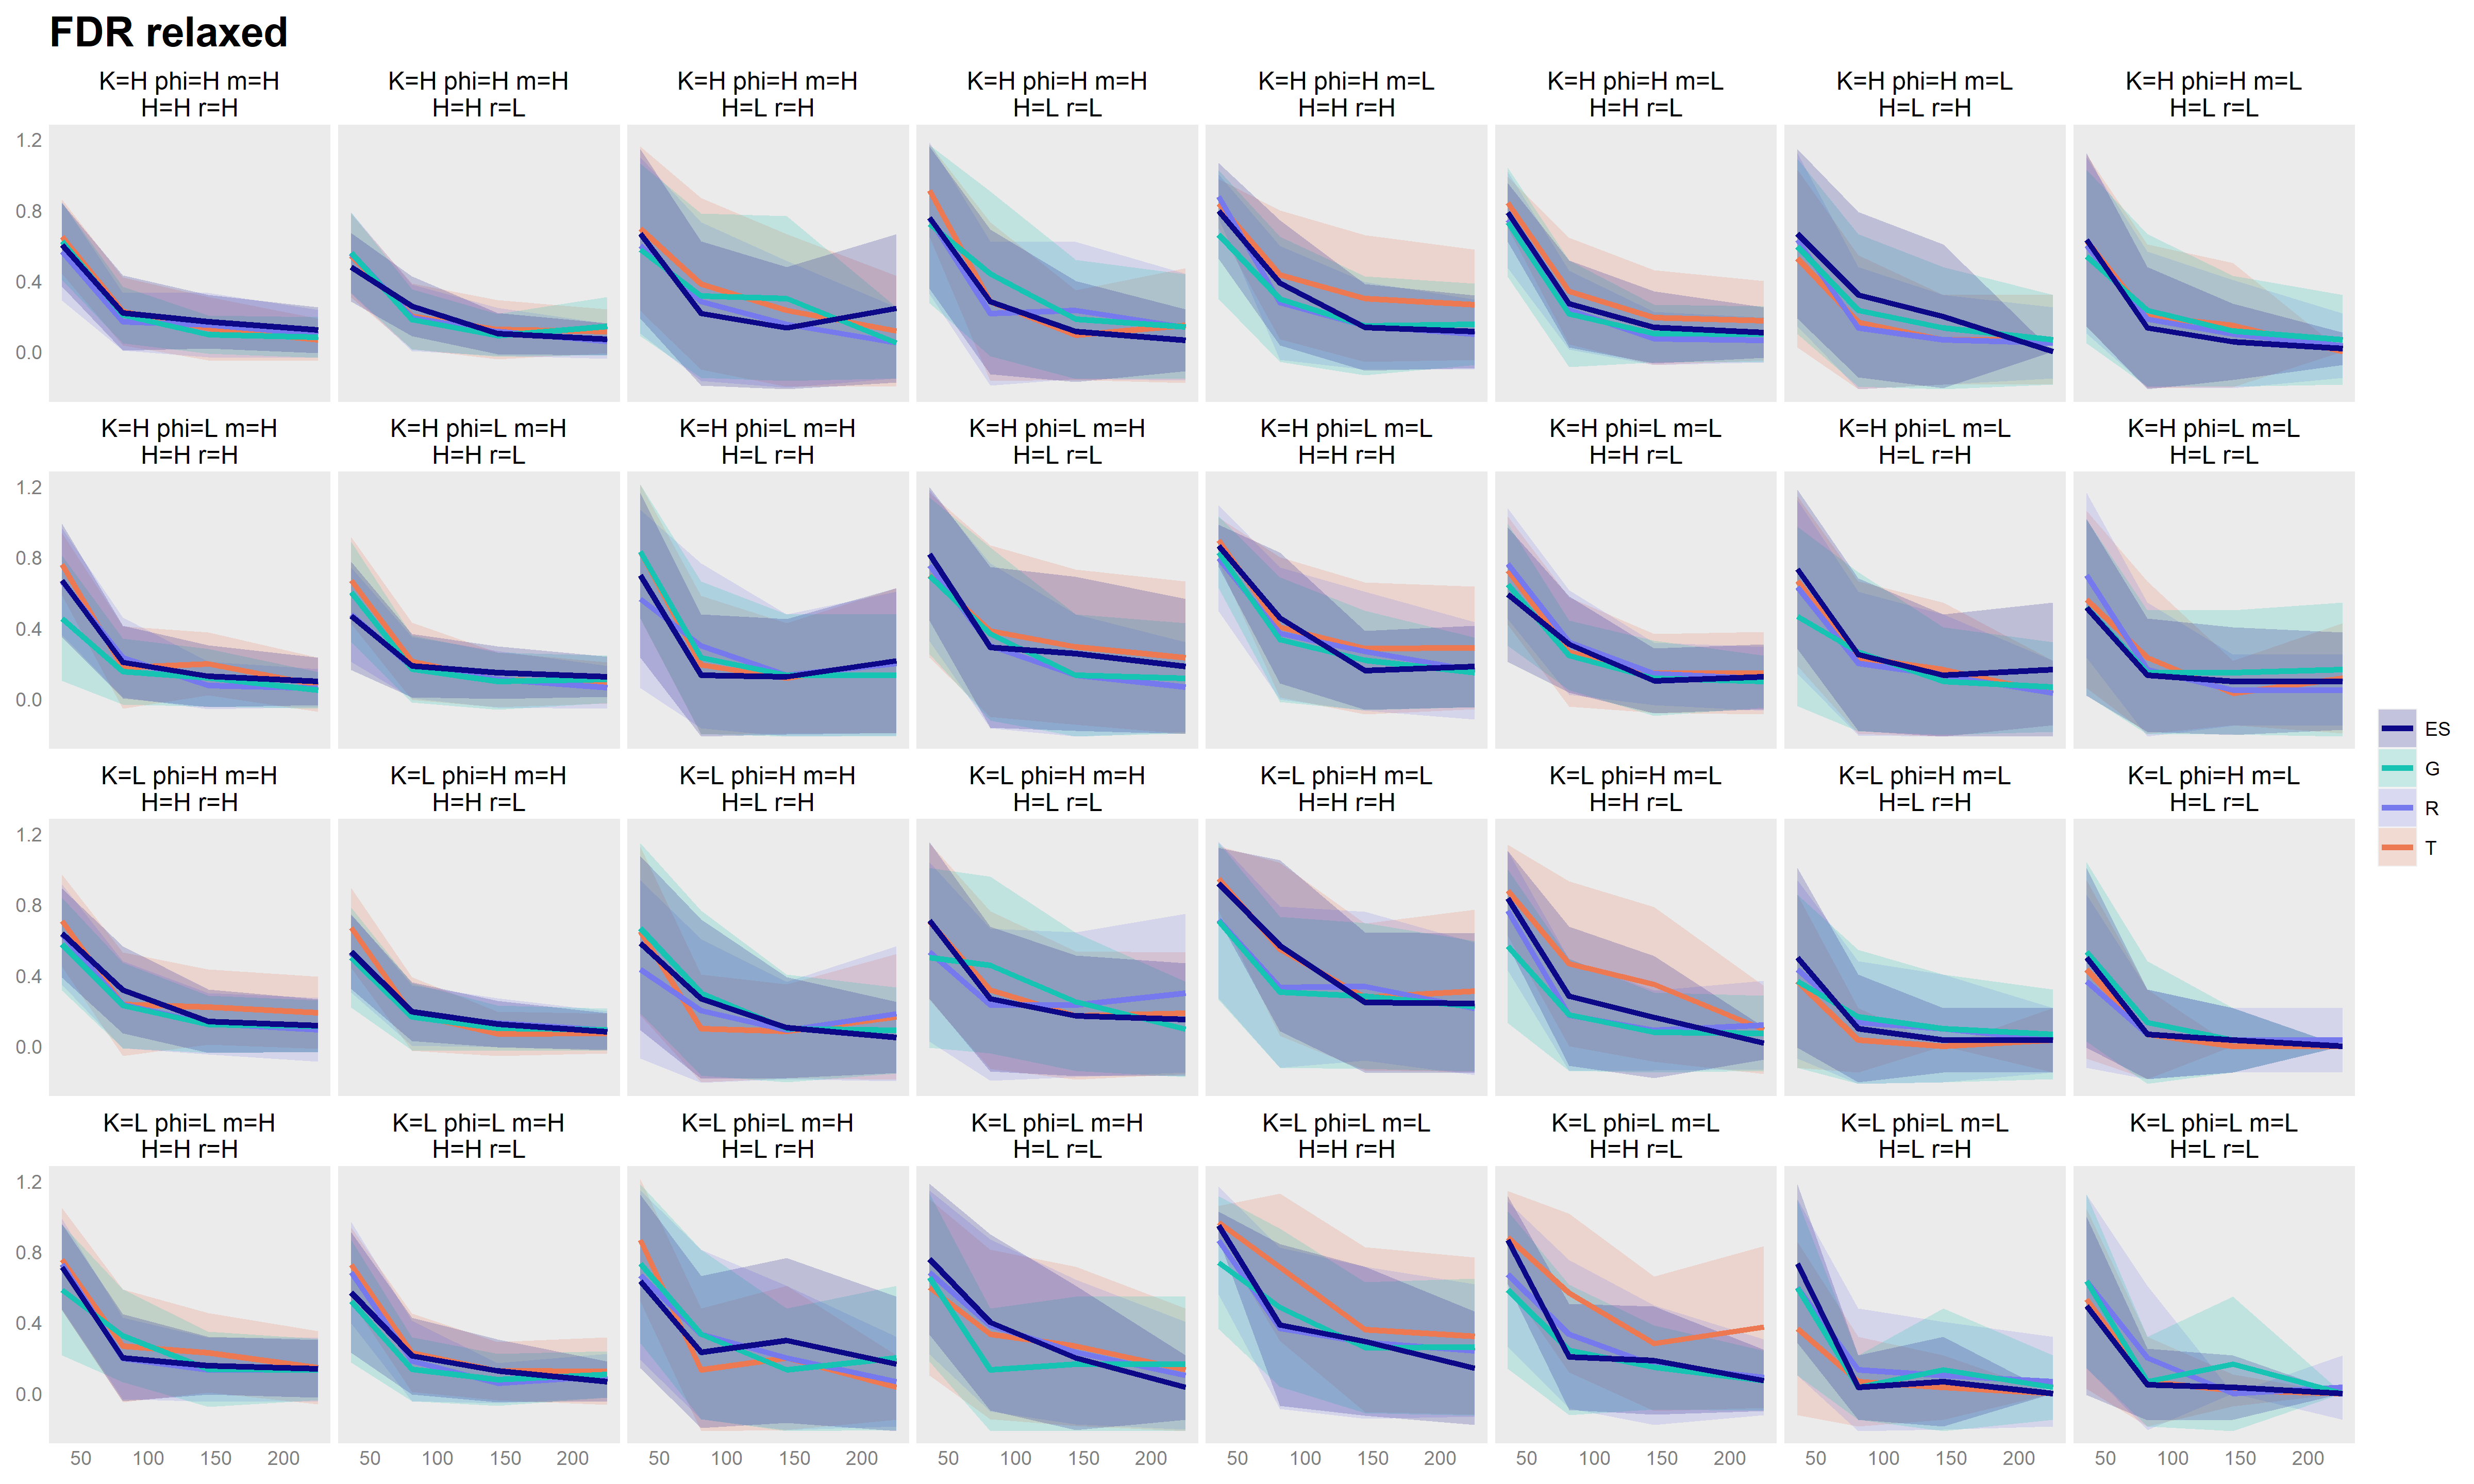 FDR relaxed
K=H phi=H m=H K=H phi=H m=H K=H phi=H m=H K=H phi=H m=H K=H phi=H m=L K=H phi=H m=L K=H phi=H m=L K=H phi=H m=L
H=H r=H H=H r=L H=L r=H H=L r=L H=H r=H H=H r=L H=L r=H H=L r=L
1.2
0.8
0.4
0.0
K=H phi=L m=H K=H phi=L m=H K=H phi=L m=H K=H phi=L m=H K=H phi=L m=L K=H phi=L m=L K=H phi=L m=L K=H phi=L m=L
H=H r=H H=H r=L H=L r=H H=L r=L H=H r=H H=H r=L H=L r=H H=L r=L
1.2
0.8
0.4
0.0
K=L phi=H m=H K=L phi=H m=H K=L phi=H m=H K=L phi=H m=H K=L phi=H m=L K=L phi=H m=L K=L phi=H m=L K=L phi=H m=L
H=H r=H H=H r=L H=L r=H H=L r=L H=H r=H H=H r=L H=L r=H H=L r=L
1.2
0.8
0.4
0.0
K=L phi=L m=H K=L phi=L m=H K=L phi=L m=H K=L phi=L m=H K=L phi=L m=L K=L phi=L m=L K=L phi=L m=L K=L phi=L m=L
H=H r=H H=H r=L H=L r=H H=L r=L H=H r=H H=H r=L H=L r=H H=L r=L
1.2
0.8
0.4
0.0
50 100 150 200 50 100 150 200 50 100 150 200 50 100 150 200 50 100 150 200 50 100 150 200 50 100 150 200 50 100 150 200
ES
G
R
T